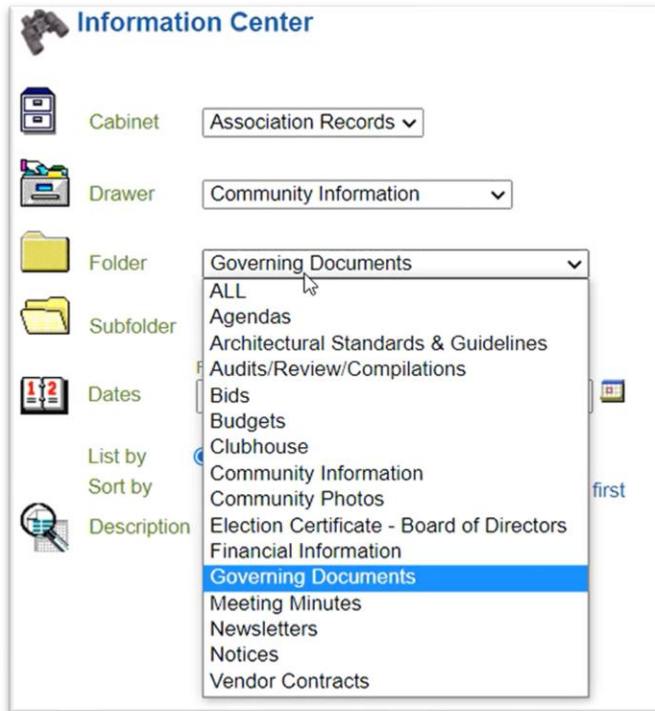 Information Center
Cabinet Association Records
Drawer Community Information
Folder Governing Documents
ALL
Agendas
Architectural Standards & Guidelines
Subfolder
Audits/Review/Compilations
Dates
Bids
Budgets
Clubhouse
List by
Community Information
Sort by
Community Photos
first
Description
Election Certificate - Board of Directors
Financial Information
Governing Documents
Meeting Minutes
Newsletters
Notices
Vendor Contracts